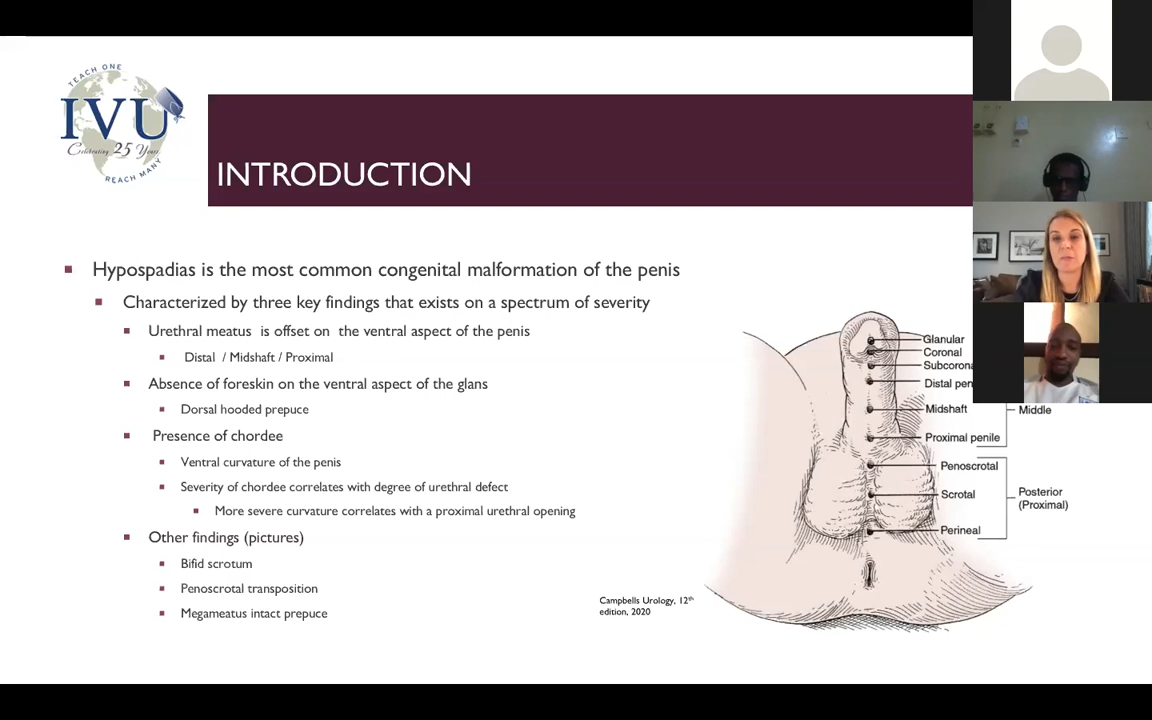 TEACH ONE
IVU
Celebrating 25 Years
REACH MANY
INTRODUCTION
Hypospadias is the most common congenital malformation of the penis
Characterized by three key findings that exists on a spectrum of severity
Urethral meatus is offset on the ventral aspect of the penis
Distal / Midshaft / Proximal
Absence of foreskin on the ventral aspect of the glans
Dorsal hooded prepuce
Presence of chordee
Ventral curvature of the penis
Severity of chordee correlates with degree of urethral defect
More severe curvature correlates with a proximal urethral opening
Other findings (pictures)
Bifid scrotum
Penoscrotal transposition
Megameatus intact prepuce
Campbells Urology, 12th
edition, 2020
Glanular
Coronal
Subcorona
Distal pen
Midshaft
Middle
Proximal penile
Penoscrotal
Scrotal
Posterior
(Proximal)
Perineal